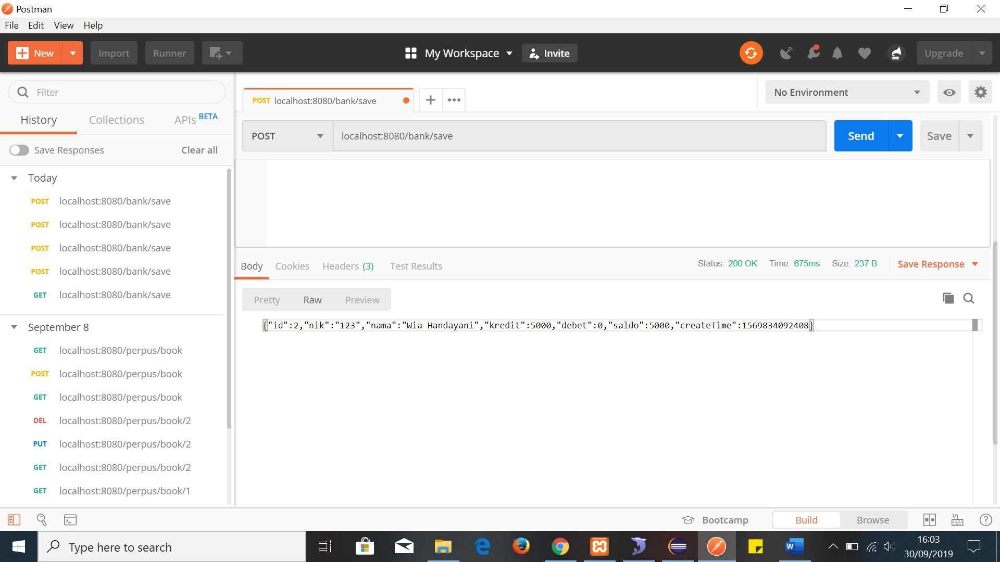 Postman
File Edit View Help
New Import Runner My Workspace Invite Upgrade
Filter
History Collections APIs BETA
Save Responses Clear all
Today
POST localhost:8080/bank/save
POST localhost:8080/bank/save
POST localhost:8080/bank/save
POST localhost:8080/bank/save
GET localhost:8080/bank/save
September 8
GET localhost:8080/perpus/book
POST localhost:8080/perpus/book
GET localhost:8080/perpus/book
DEL localhost:8080/perpus/book/2
PUT localhost:8080/perpus/book/2
GET localhost:8080/perpus/book/2
GET localhost:8080/perpus/book/1
POST localhost:8080/bank/save
No Environment
POST localhost:8080/bank/save Send Save
Body Cookies Headers (3) Test Results Status: 200 OK Time: 675ms Size: 237 B Save Response
Pretty Raw Preview
{"id":2,"nik":"123","nama":"Wia Handayani","kredit":5000,"debet":0,"saldo":5000,"createTime":1569834092408}
Bootcamp Build Browse
Type here to search
16:03
30/09/2019